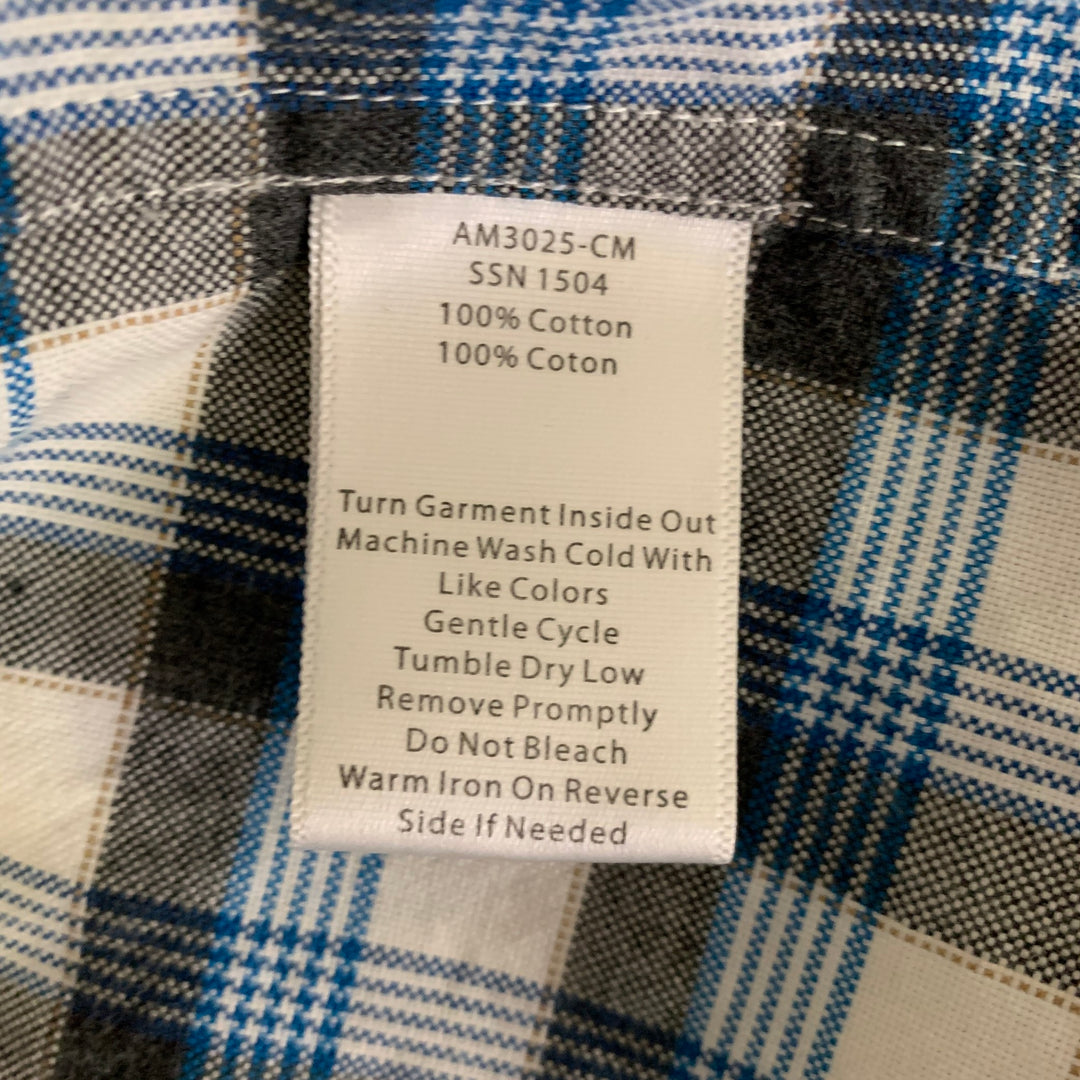 AM3025-CM
SSN 1504
100% Cotton
100% Coton
Turn Garment Inside Out
Machine Wash Cold With
Like Colors
Gentle Cycle
Tumble Dry Low
Remove Promptly
Do Not Bleach
Warm Iron On Reverse
Side If Needed